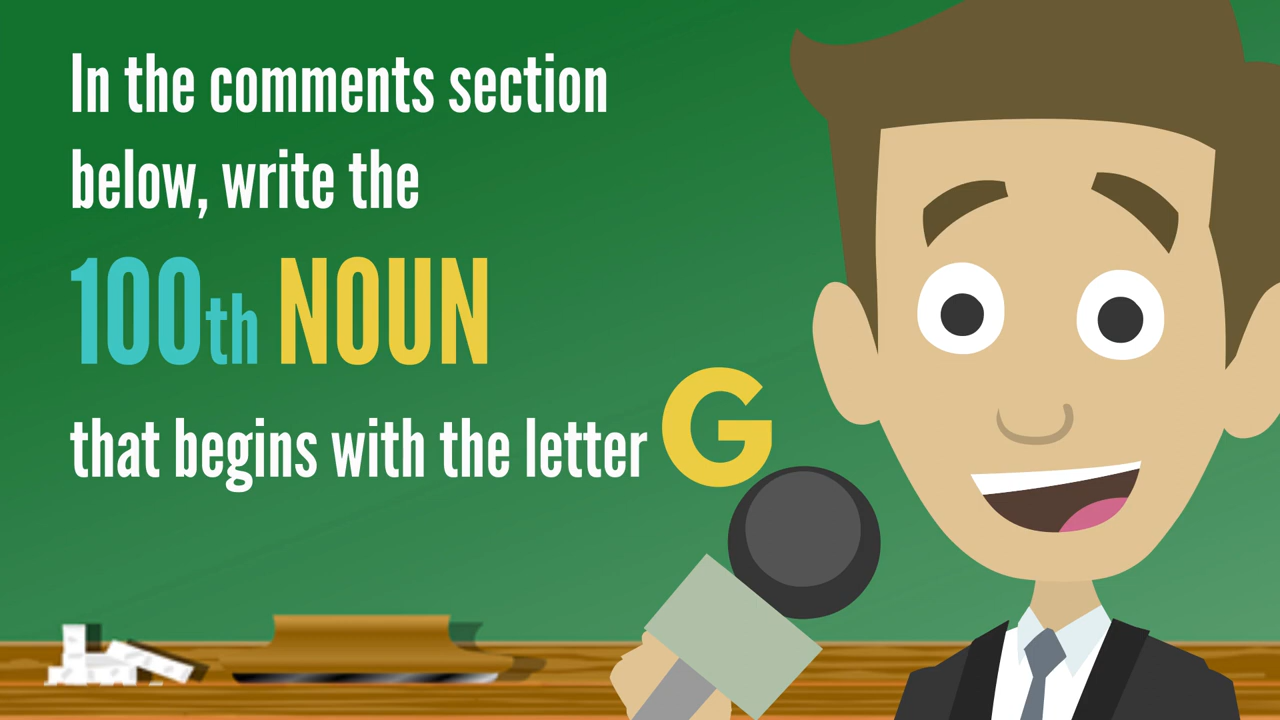 In the comments section
below, write the
100th NOUN
that begins with the letter G